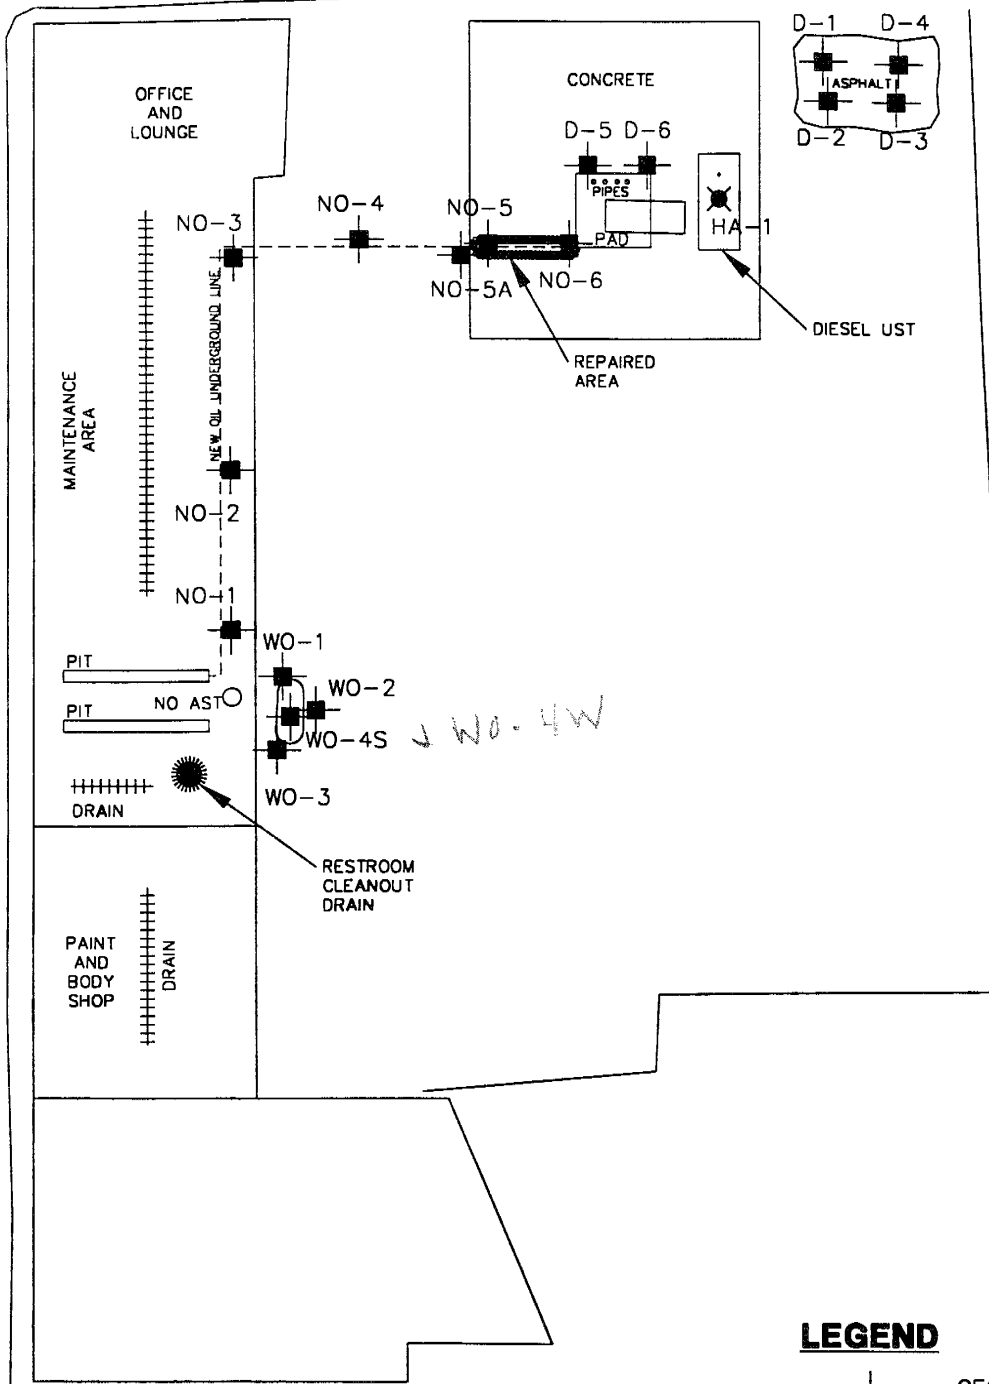 D-1 D-4
ASPHALT
D-2 D-3
OFFICE
AND
LOUNGE
CONCRETE
D-5 D-6
PIPES
NO-3
NO-4
NO-5
HA-1
PAD
NO-5A
NO-6
DIESEL UST
REPAIRED
AREA
NEW OIL UNDERGROUND LINE
MAINTENANCE
AREA
NO-2
NO-1
WO-1
PIT
WO-2
NO AST
PIT
WO-4S
WO-4W
WO-3
DRAIN
RESTROOM
CLEANOUT
DRAIN
PAINT
AND
BODY
SHOP
DRAIN
LEGEND